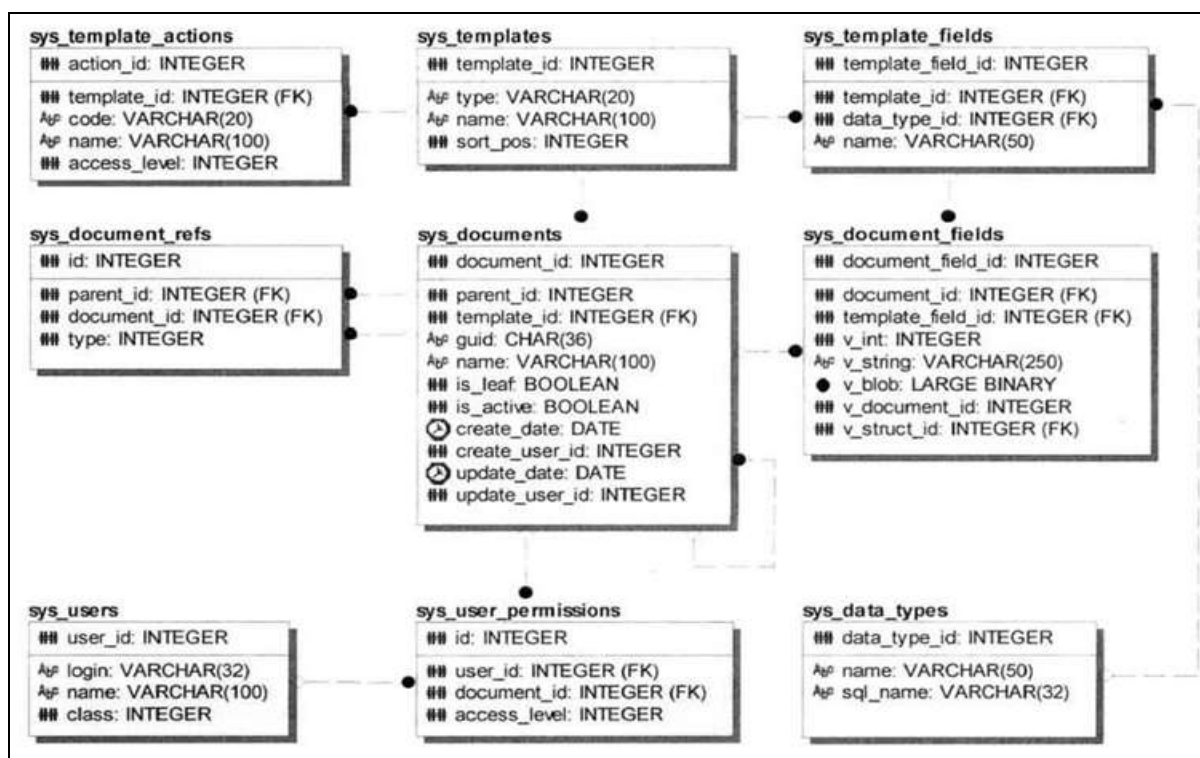 sys_template_actions
action_id: INTEGER
template_id: INTEGER (FK)
code: VARCHAR(20)
name: VARCHAR(100)
access_level: INTEGER
sys_templates
template_id: INTEGER
type: VARCHAR(20)
name: VARCHAR(100)
sort_pos: INTEGER
sys_template_fields
template_field_id: INTEGER
template_id: INTEGER (FK)
data_type_id: INTEGER (FK)
name: VARCHAR(50)
sys_document_refs
id: INTEGER
parent_id: INTEGER (FK)
document_id: INTEGER (FK)
type: INTEGER
sys_documents
document_id: INTEGER
parent_id: INTEGER
template_id: INTEGER (FK)
guid: CHAR(36)
name: VARCHAR(100)
is_leaf: BOOLEAN
is_active: BOOLEAN
create_date: DATE
create_user_id: INTEGER
update_date: DATE
update_user_id: INTEGER
sys_document_fields
document_field_id: INTEGER
document_id: INTEGER (FK)
template_field_id: INTEGER (FK)
v_int: INTEGER
v_string: VARCHAR(250)
v_blob: LARGE BINARY
v_document_id: INTEGER
v_struct_id: INTEGER (FK)
sys_users
user_id: INTEGER
login: VARCHAR(32)
name: VARCHAR(100)
class: INTEGER
sys_user_permissions
id: INTEGER
user_id: INTEGER (FK)
document_id: INTEGER (FK)
access_level: INTEGER
sys_data_types
data_type_id: INTEGER
name: VARCHAR(50)
sql_name: VARCHAR(32)